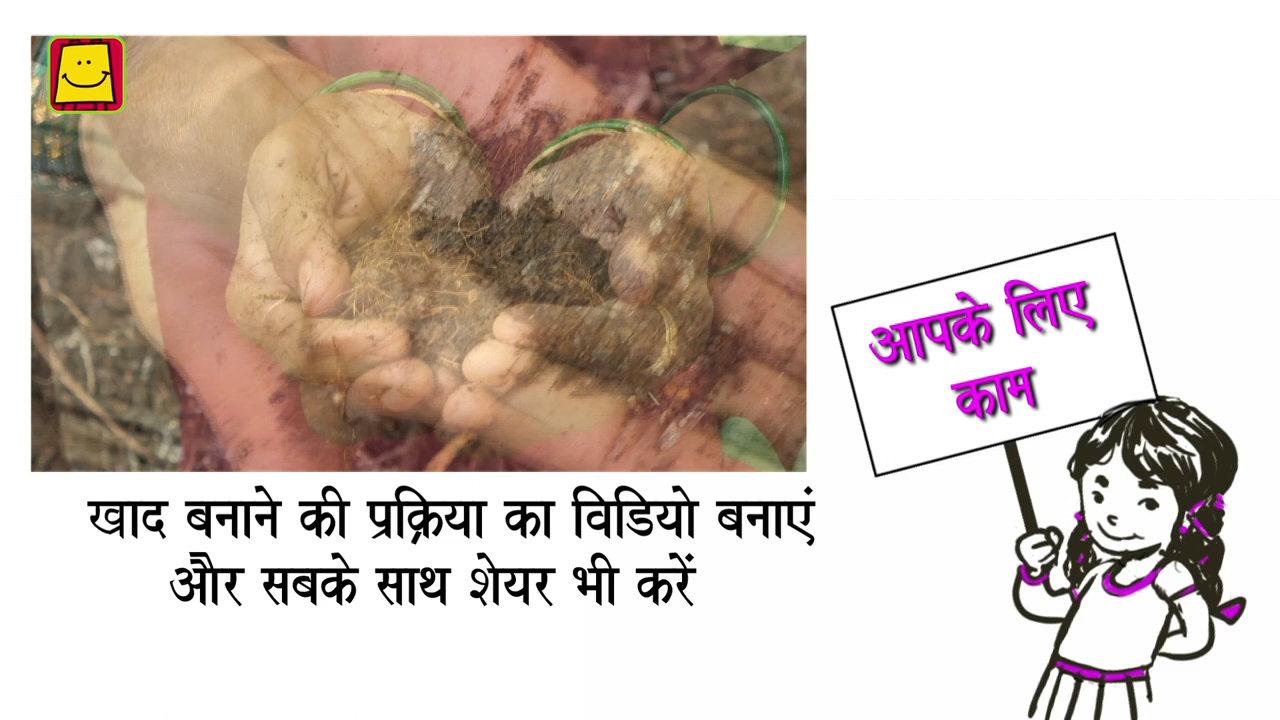 आपके लिए
काम
खाद बनाने की प्रक्रिया का विडियो बनाएं
और सबके साथ शेयर भी करें